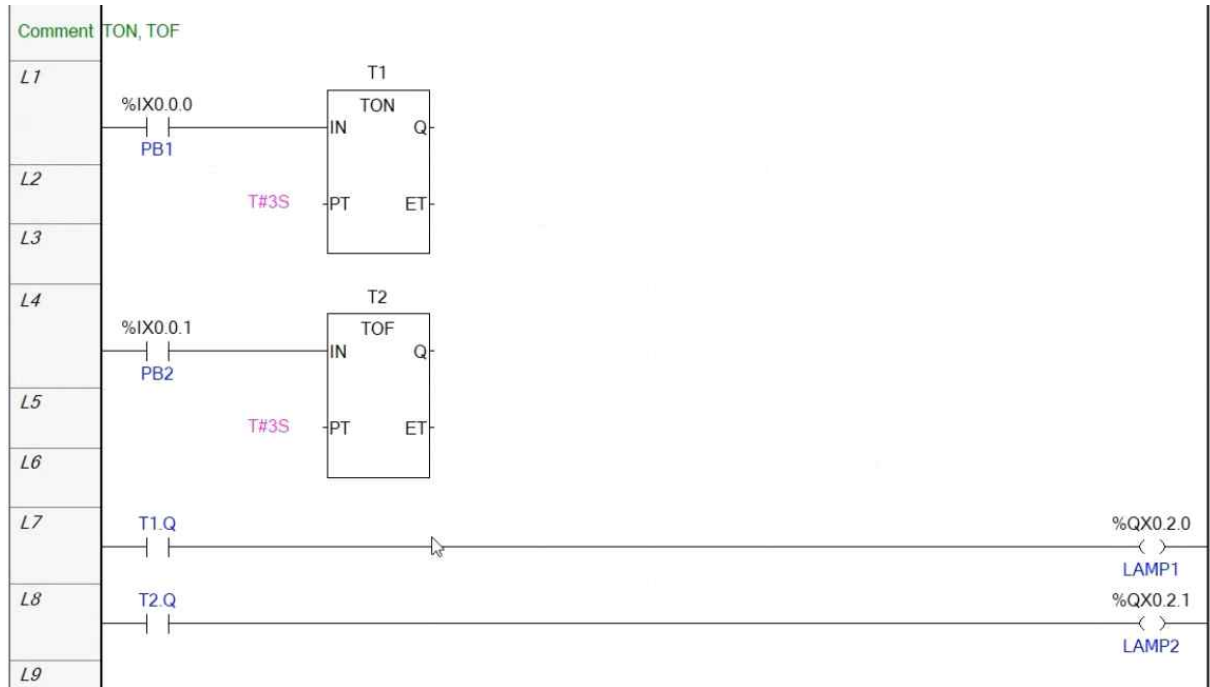 Comment TON, TOF
L1
T1
%IX0.0.0
TON
IN Q
PB1
L2
T#3S PT ET
L3
L4
T2
%IX0.0.1
TOF
IN Q
PB2
L5
T#3S PT ET
L6
L7 T1.Q %QX0.2.0
LAMP1
L8 T2.Q %QX0.2.1
LAMP2
L9